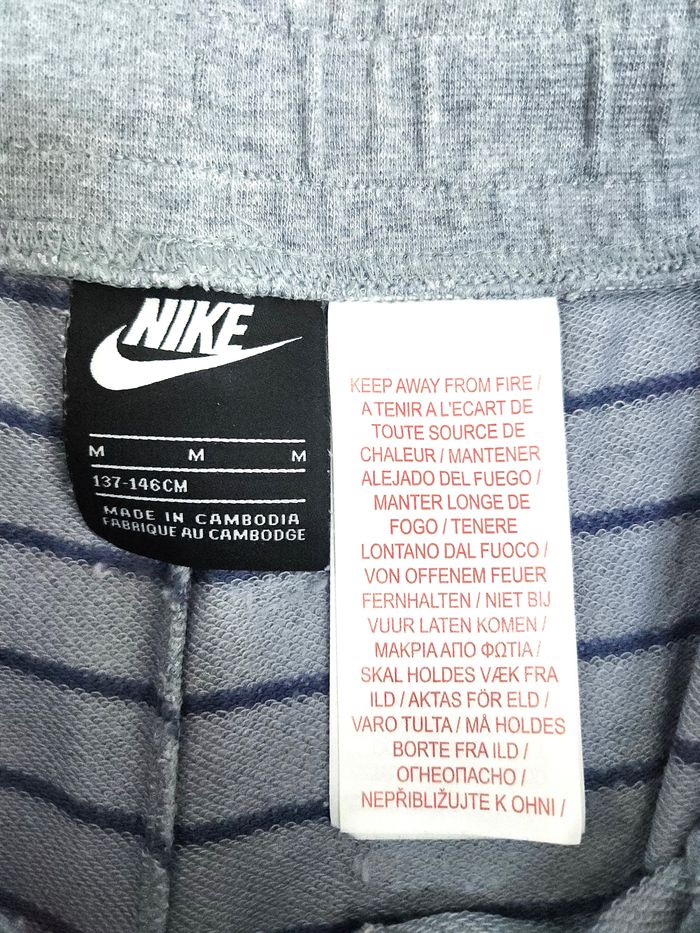 NIKE
M M M
137-146CM
MADE IN CAMBODIA
FABRIQUE AU CAMBODGE
KEEP AWAY FROM FIRE /
A TENIR A L'ECART DE
TOUTE SOURCE DE
CHALEUR / MANTENER
ALEJADO DEL FUEGO /
MANTER LONGE DE
FOGO / TENERE
LONTANO DAL FUOCO /
VON OFFENEM FEUER
FERNHALTEN / NIET BIJ
VUUR LATEN KOMEN /
ΜΑΚΡΙΑ ΑΠΟ ΦΩΤΙΑ /
SKAL HOLDES VÆK FRA
ILD / AKTAS FÖR ELD /
VARO TULTA / MÅ HOLDES
BORTE FRA ILD /
ОГНЕОПАСНО /
NEPŘIBLIŽUJTE K OHNI /